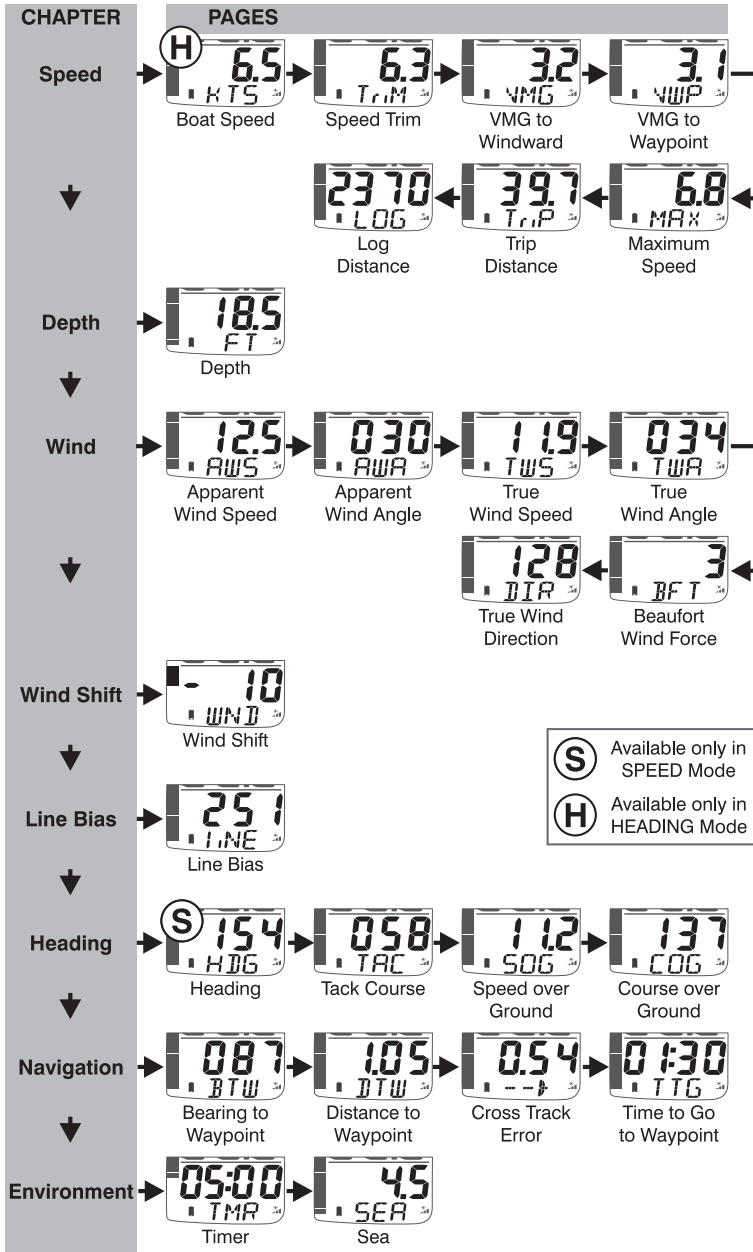 CHAPTER PAGES
H
Speed
6.5
KTS
Boat Speed
6.3
TriM
Speed Trim
3.2
VMG
VMG to
Windward
3.1
VWP
VMG to
Waypoint
6.8
MAX
Maximum
Speed
39.7
TriP
Trip
Distance
2370
LOG
Log
Distance
Depth
18.5
FT
Depth
Wind
12.5
AWS
Apparent
Wind Speed
030
AWA
Apparent
Wind Angle
11.9
TWS
True
Wind Speed
034
TWA
True
Wind Angle
3
BFT
Beaufort
Wind Force
128
DIR
True Wind
Direction
Wind Shift
- 10
WND
Wind Shift
S Available only in
SPEED Mode
H Available only in
HEADING Mode
Line Bias
251
LiNE
Line Bias
S
Heading
154
HDG
Heading
058
TAC
Tack Course
11.2
SOG
Speed over
Ground
137
COG
Course over
Ground
Navigation
087
BTW
Bearing to
Waypoint
1.05
DTW
Distance to
Waypoint
0.54
Cross Track
Error
01:30
TTG
Time to Go
to Waypoint
Environment
05:00
TMR
Timer
4.5
SEA
Sea